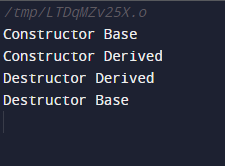 /tmp/LTDqMZv25X.o
Constructor Base
Constructor Derived
Destructor Derived
Destructor Base